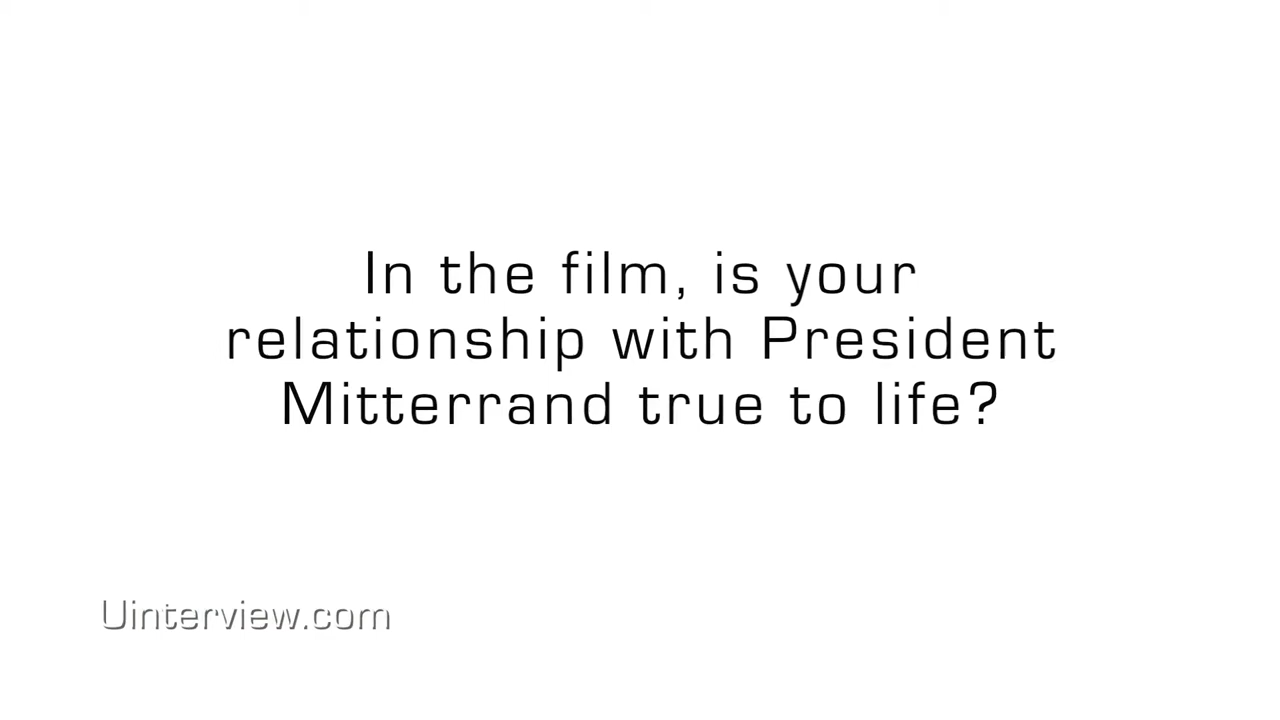 In the film, is your
relationship with President
Mitterrand true to life?
Uinterview.com